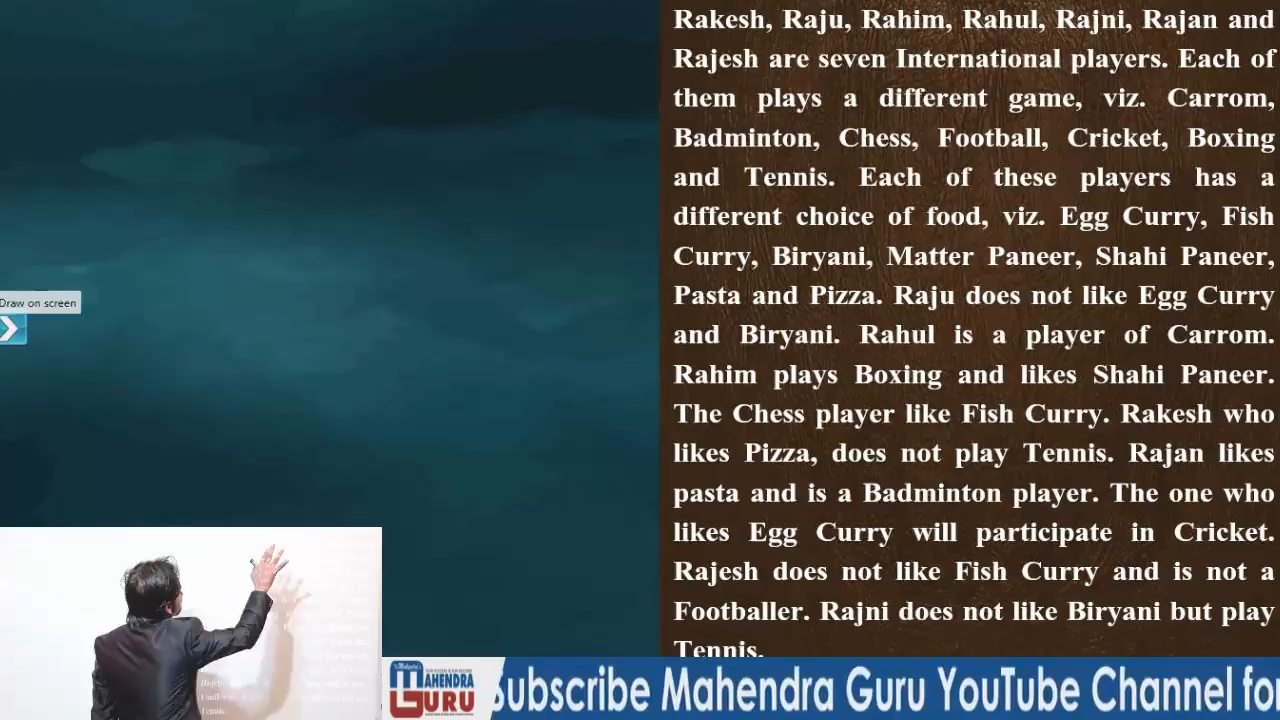 Rakesh, Raju, Rahim, Rahul, Rajni, Rajan and
Rajesh are seven International players. Each of
them plays a different game, viz. Carrom,
Badminton, Chess, Football, Cricket, Boxing
and Tennis. Each of these players has a
different choice of food, viz. Egg Curry, Fish
Curry, Biryani, Matter Paneer, Shahi Paneer,
Pasta and Pizza. Raju does not like Egg Curry
and Biryani. Rahul is a player of Carrom.
Rahim plays Boxing and likes Shahi Paneer.
The Chess player like Fish Curry. Rakesh who
likes Pizza, does not play Tennis. Rajan likes
pasta and is a Badminton player. The one who
likes Egg Curry will participate in Cricket.
Rajesh does not like Fish Curry and is not a
Footballer. Rajni does not like Biryani but play
Tennis.
Draw on screen
MAHENDRA
GURU
Subscribe Mahendra Guru YouTube Channel for